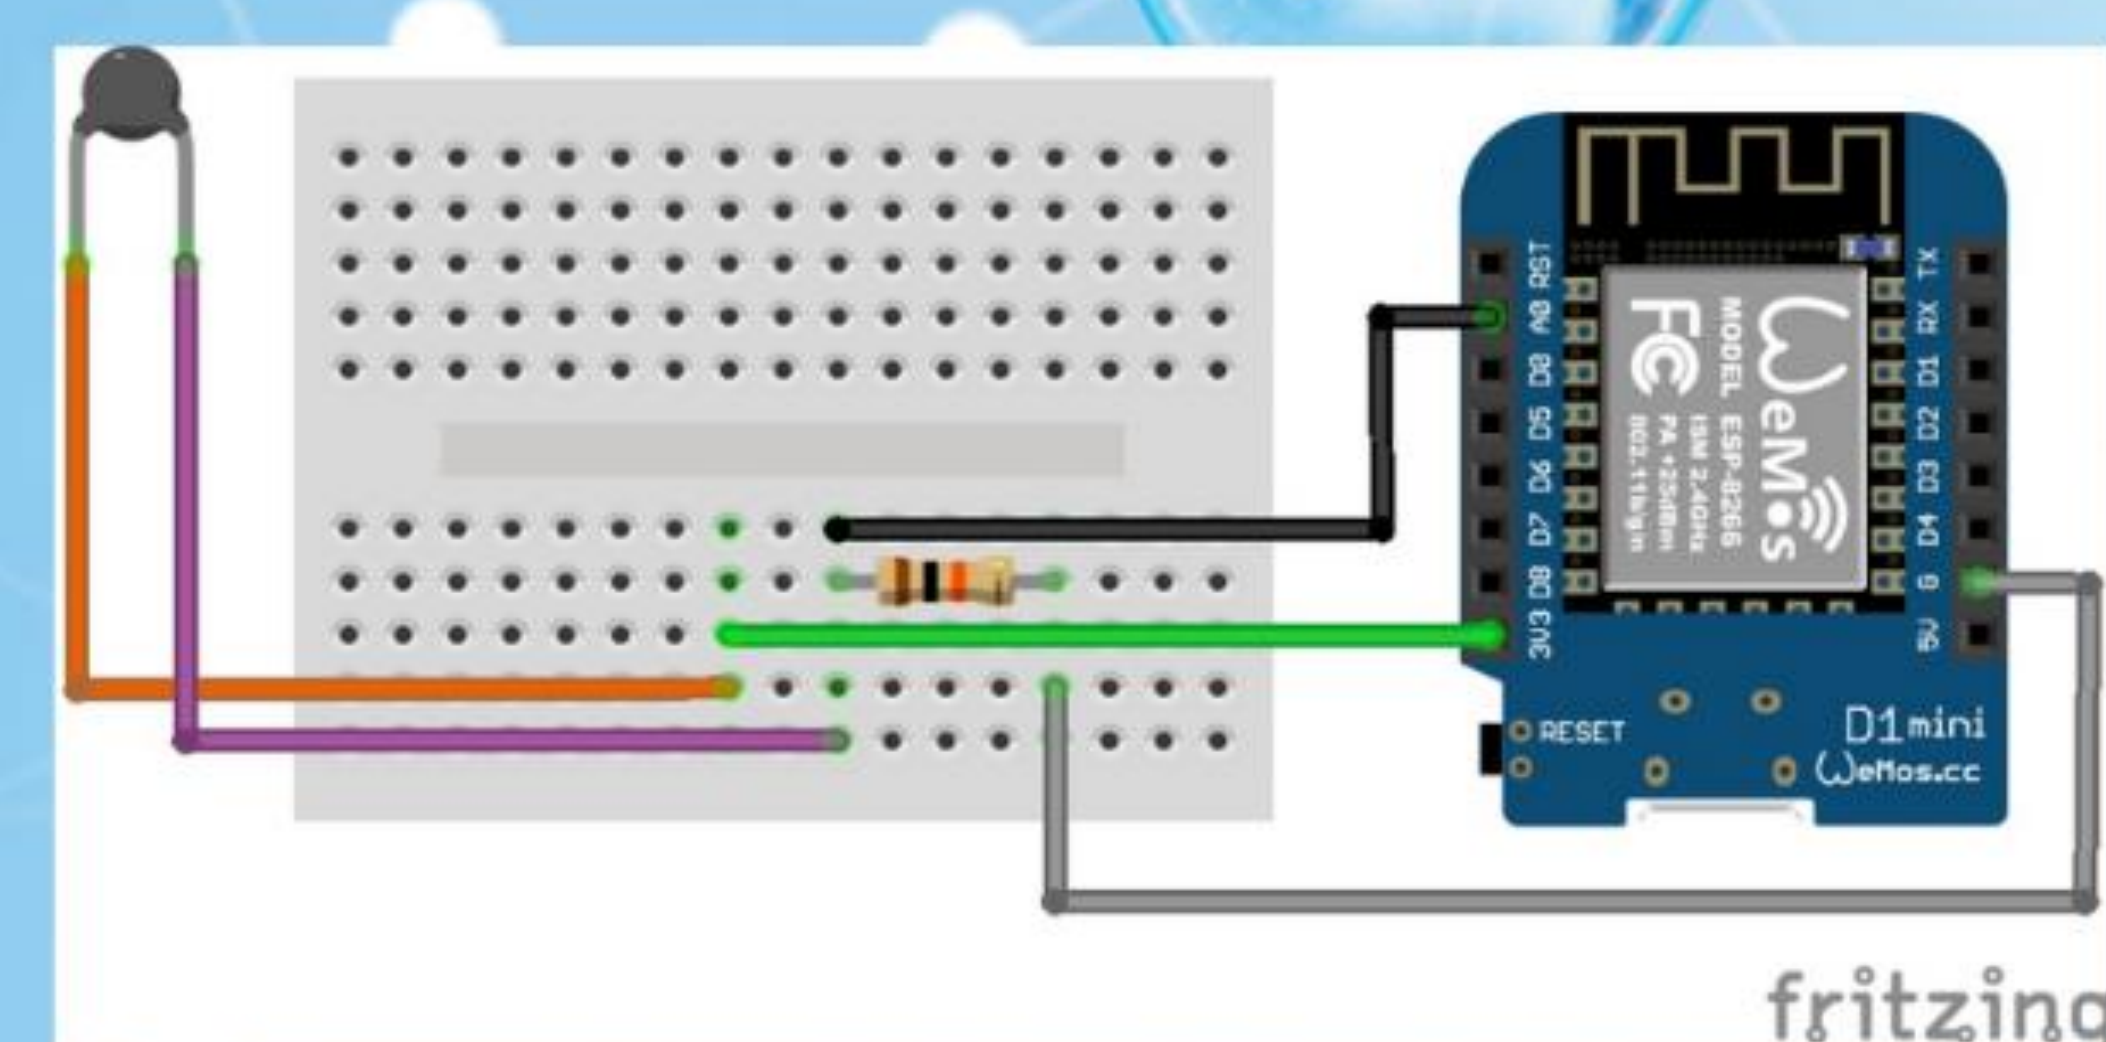 RST
A0
D0
D5
D6
D7
D8
3V3
TX
RX
D1
D2
D3
D4
G
5V
WeMos
MODEL ESP-8266
ISM 2.4GHz
PA +25dBm
802.11b/g/n
FC
RESET
D1 mini
WeMos.cc
fritzing